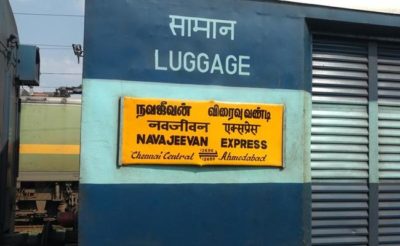 सामान
LUGGAGE
நவஜீவன் விரைவுவண்டி
नवजीवन एक्सप्रेस
NAVAJEEVAN EXPRESS
Chennai Central Ahmedabad